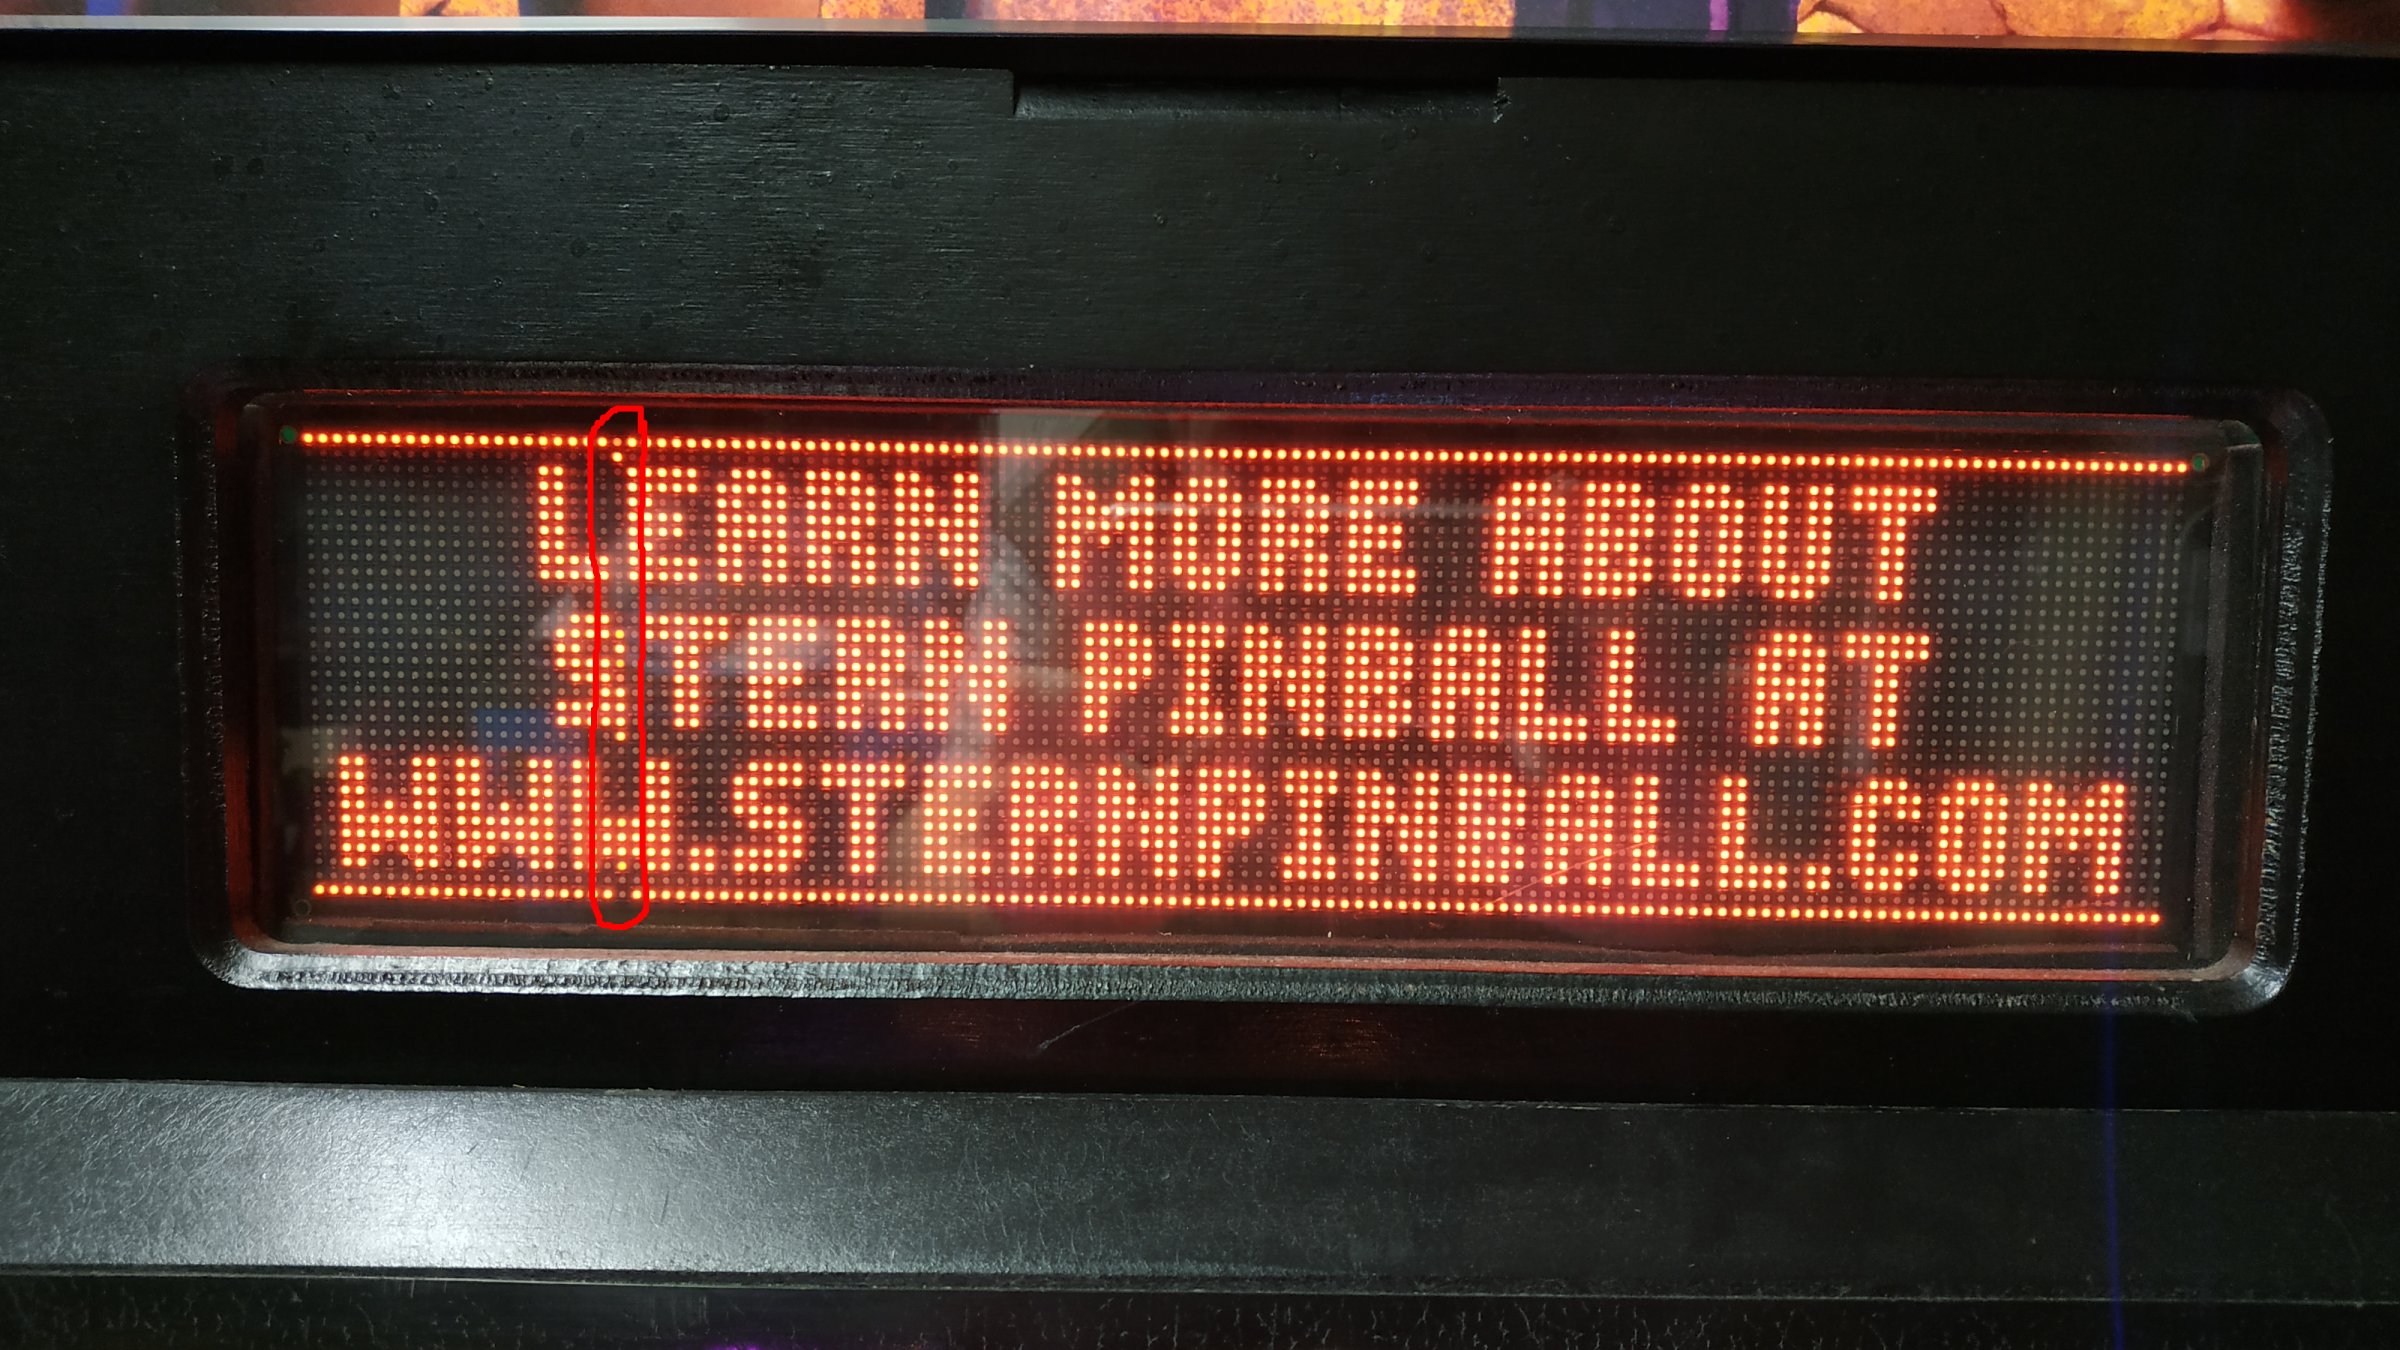 LEARN MORE ABOUT
STERN PINBALL AT
WWW.STERNPINBALL.COM